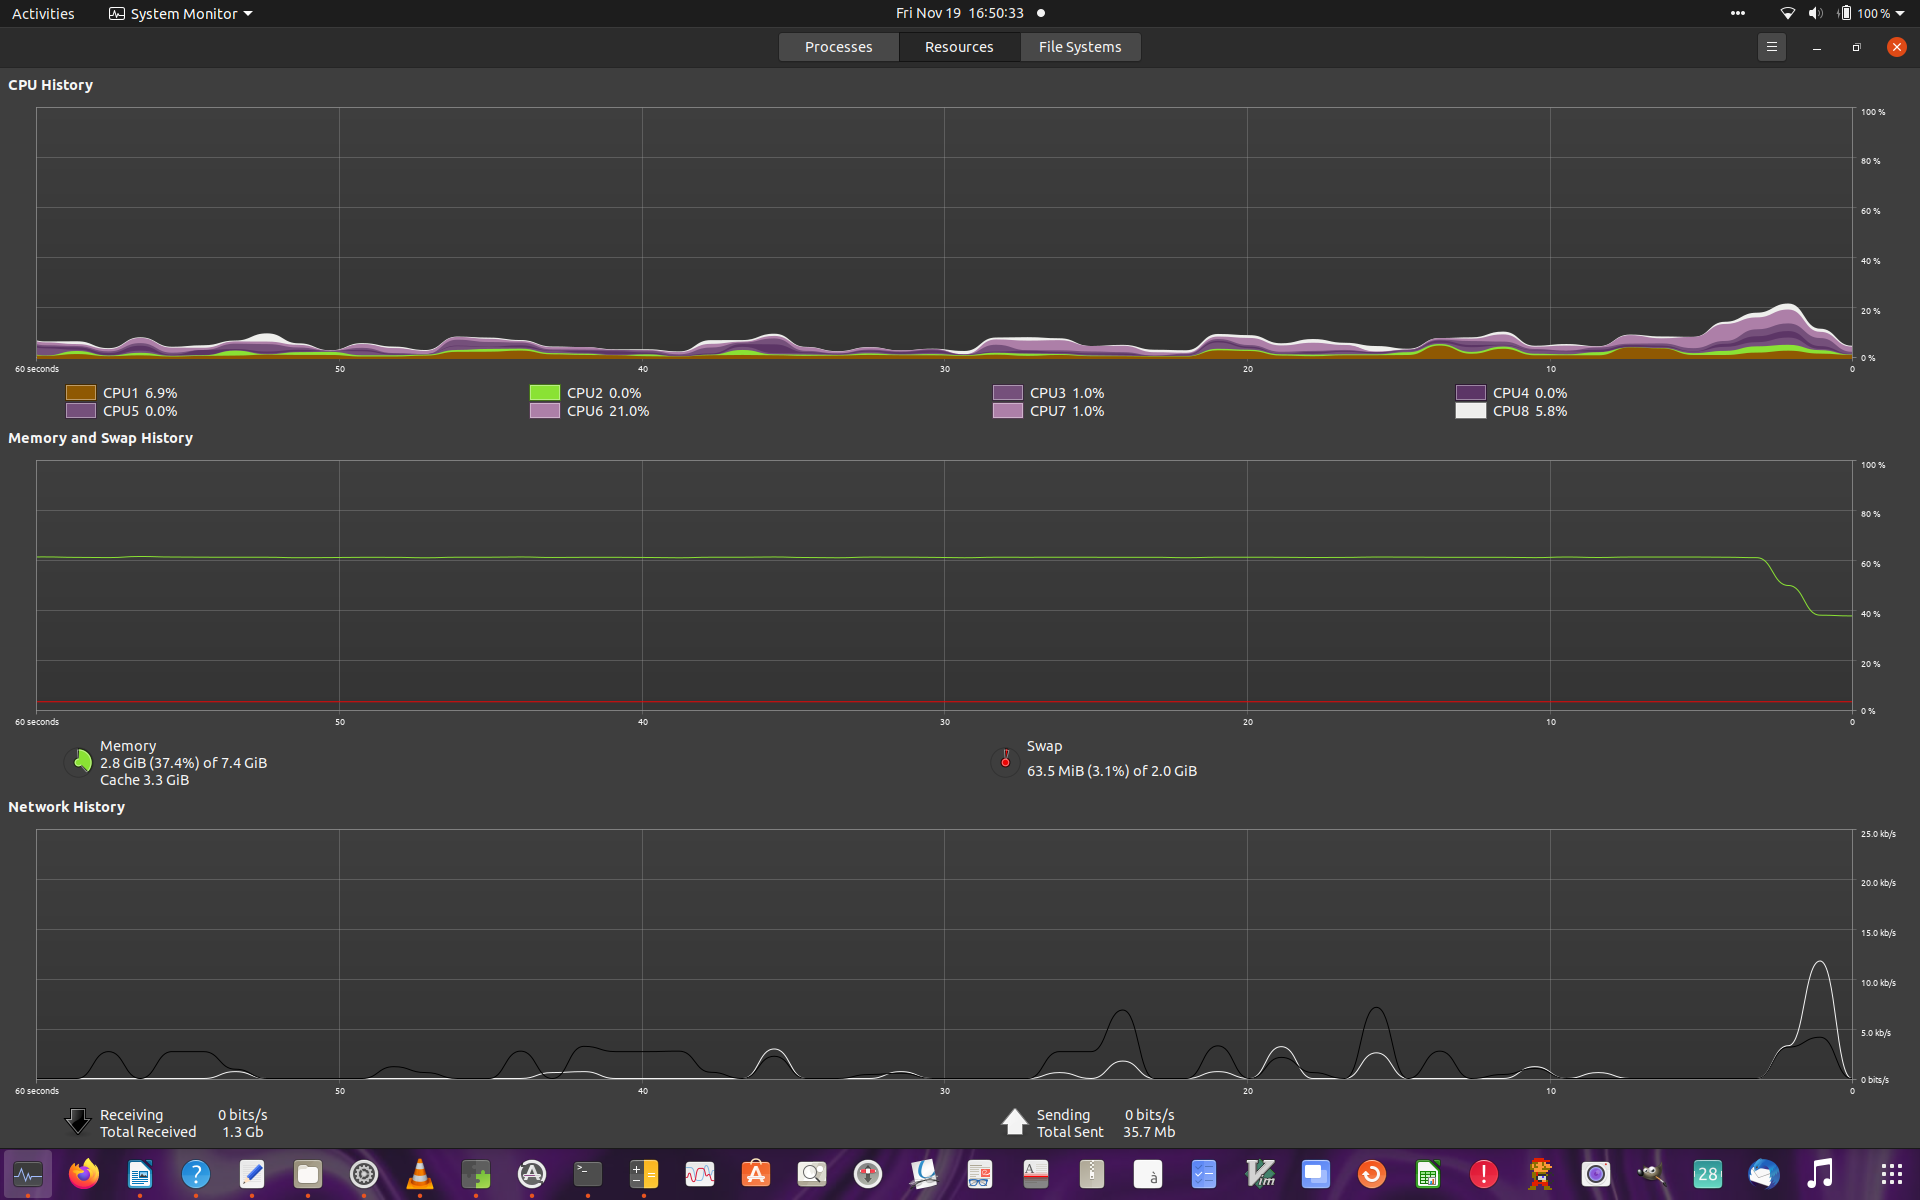 Activities System Monitor Fri Nov 19 16:50:33 100 %
Processes Resources File Systems
CPU History
100 %
80 %
60 %
40 %
20 %
0 %
60 seconds 50 40 30 20 10 0
CPU1 6.9% CPU2 0.0% CPU3 1.0% CPU4 0.0%
CPU5 0.0% CPU6 21.0% CPU7 1.0% CPU8 5.8%
Memory and Swap History
100 %
80 %
60 %
40 %
20 %
0 %
60 seconds 50 40 30 20 10 0
Memory
2.8 GiB (37.4%) of 7.4 GiB
Cache 3.3 GiB
Swap
63.5 MiB (3.1%) of 2.0 GiB
Network History
25.0 kb/s
20.0 kb/s
15.0 kb/s
10.0 kb/s
5.0 kb/s
0 bits/s
60 seconds 50 40 30 20 10 0
Receiving 0 bits/s
Total Received 1.3 Gb
Sending 0 bits/s
Total Sent 35.7 Mb
? >_ A à Vim ! 28